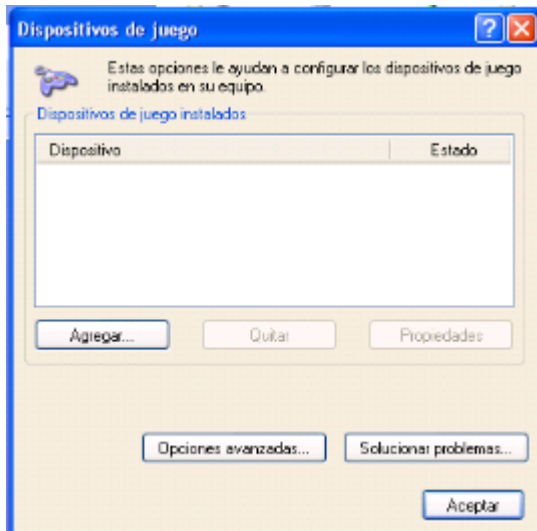 Dispositivos de juego
Estas opciones le ayudan a configurar los dispositivos de juego
instalados en su equipo.
Dispositivos de juego instalados
Dispositivo Estado
Agregar... Quitar Propiedades
Opciones avanzadas... Solucionar problemas...
Aceptar